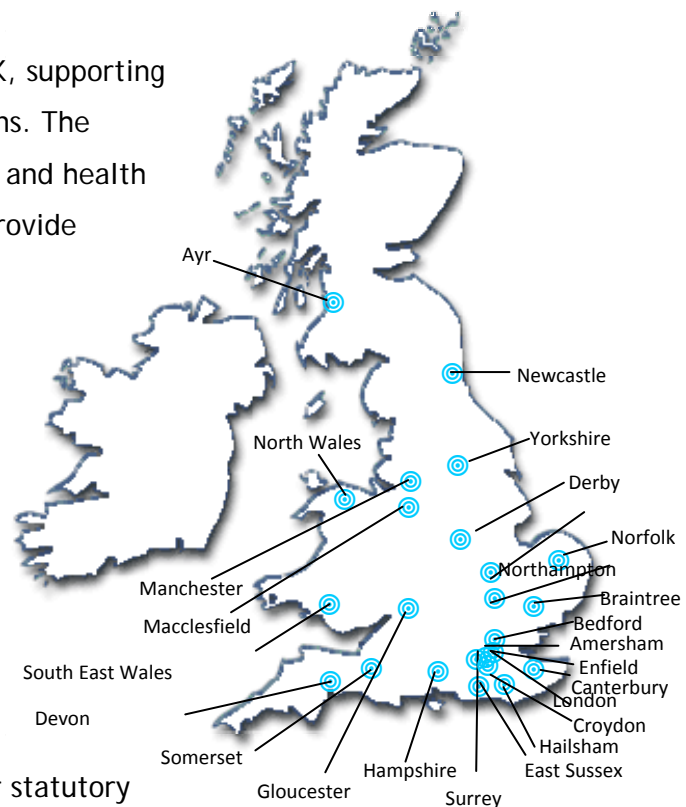 K, supporting
ns. The
and health
rovide
Ayr
Newcastle
Yorkshire
North Wales
Derby
Norfolk
Northampton
Manchester
Braintree
Macclesfield
Bedford
Amersham
Enfield
South East Wales
Canterbury
London
Devon
Croydon
Hailsham
Somerset
Hampshire
East Sussex
Gloucester
Surrey
r statutory